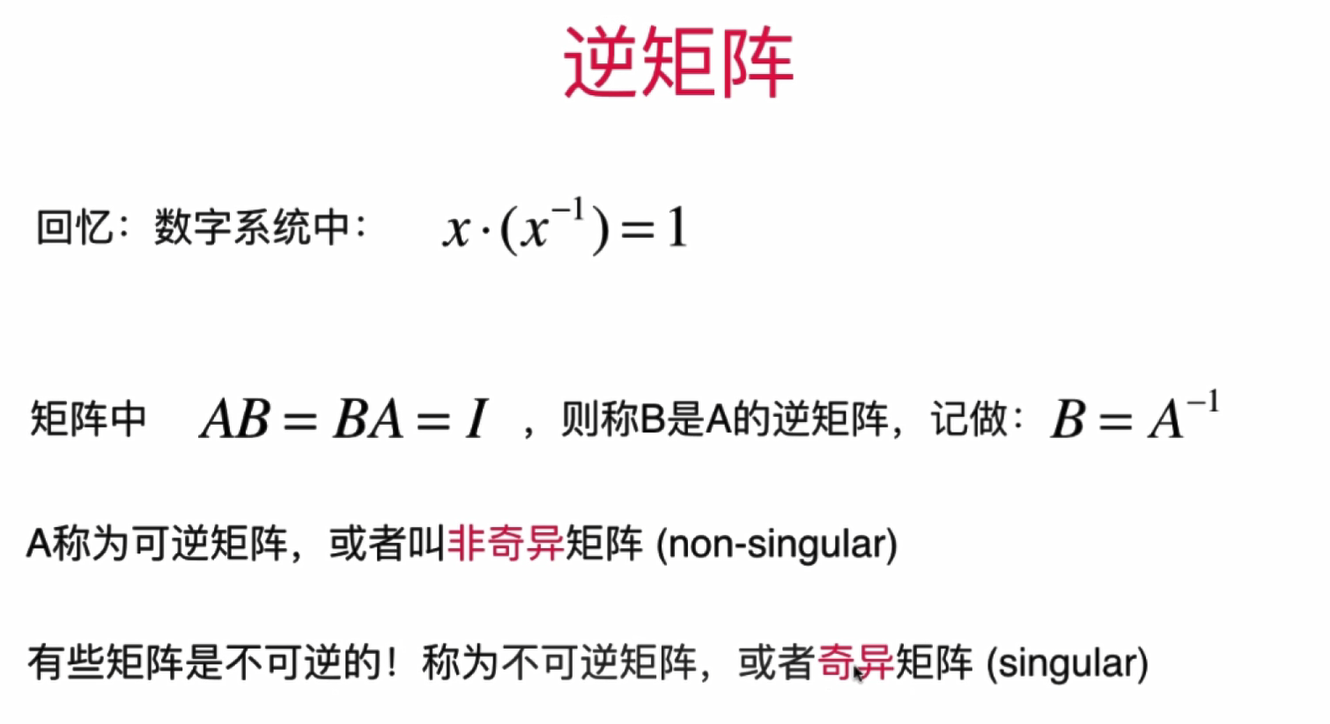 逆矩阵
回忆：数字系统中： x·(x⁻¹)=1
矩阵中 AB = BA = I ，则称B是A的逆矩阵，记做：B = A⁻¹
A称为可逆矩阵，或者叫非奇异矩阵 (non-singular)
有些矩阵是不可逆的！称为不可逆矩阵，或者奇异矩阵 (singular)